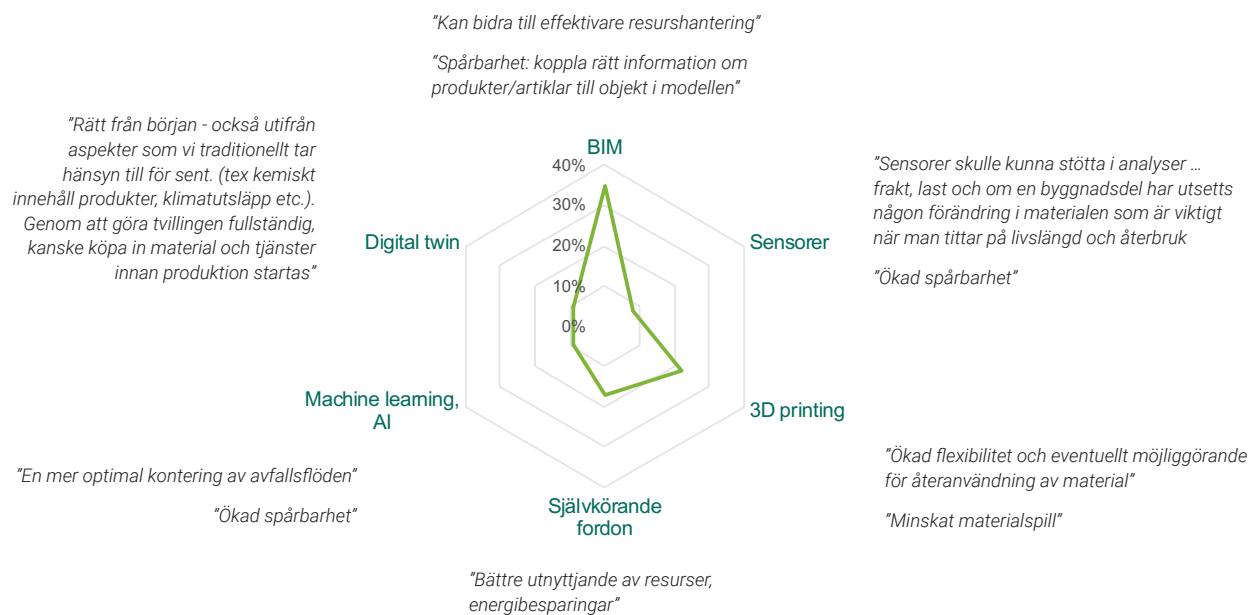 "Kan bidra till effektivare resurshantering"
"Spårbarhet: koppla rätt information om
produkter/artiklar till objekt i modellen"
"Rätt från början - också utifrån
aspekter som vi traditionellt tar
hänsyn till för sent. (tex kemiskt
innehåll produkter, klimatutsläpp etc.).
Genom att göra tvillingen fullständig,
kanske köpa in material och tjänster
innan produktion startas"
BIM
40%
30%
20%
10%
0%
Digital twin
Sensorer
"Sensorer skulle kunna stötta i analyser …
frakt, last och om en byggnadsdel har utsetts
någon förändring i materialen som är viktigt
när man tittar på livslängd och återbruk
"Ökad spårbarhet"
Machine learning,
AI
3D printing
"En mer optimal kontering av avfallsflöden"
"Ökad spårbarhet"
Självkörande
fordon
"Ökad flexibilitet och eventuellt möjliggörande
för återanvändning av material"
"Minskat materialspill"
"Bättre utnyttjande av resurser,
energibesparingar"